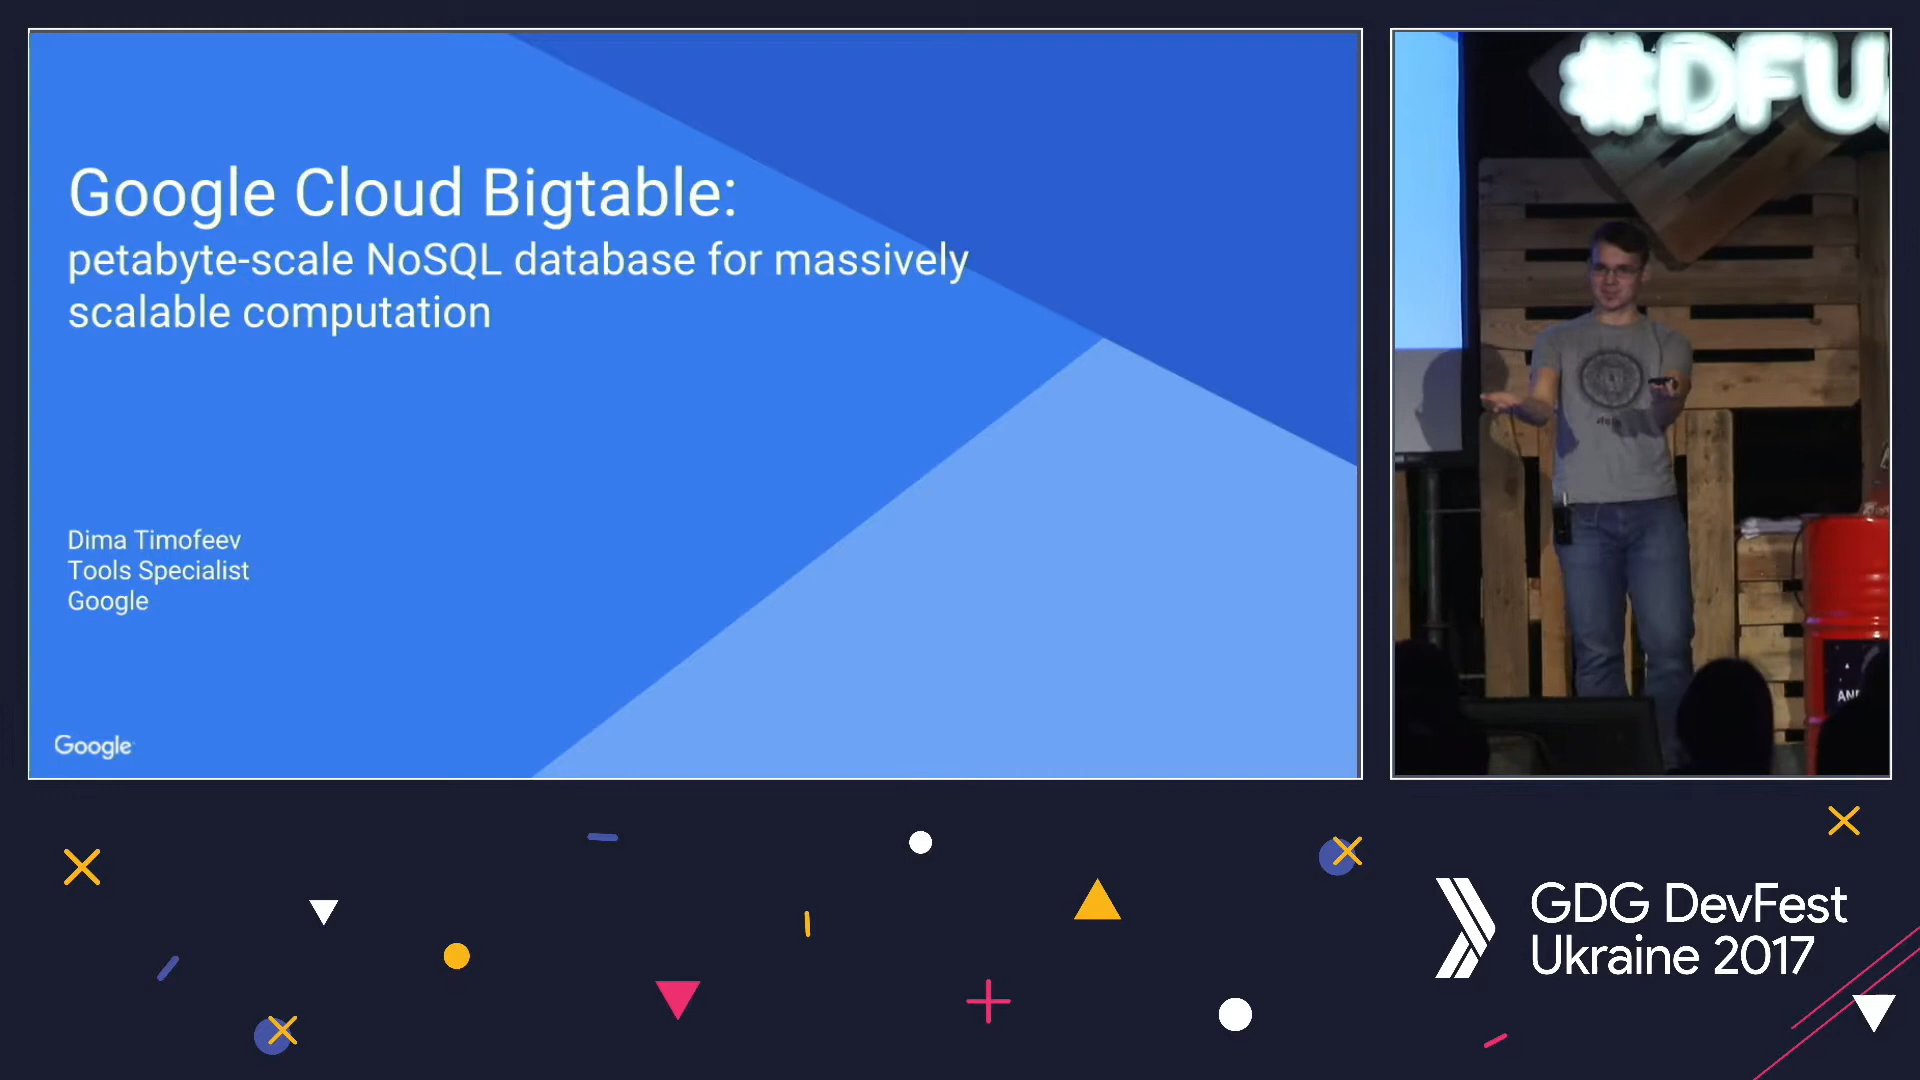 Google Cloud Bigtable:
petabyte-scale NoSQL database for massively
scalable computation
Dima Timofeev
Tools Specialist
Google
Google
#DFU
GDG DevFest
Ukraine 2017